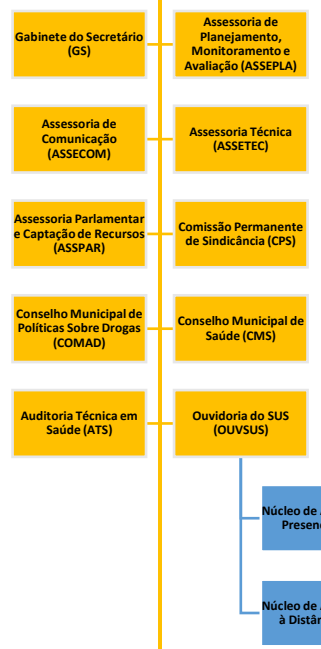 Gabinete do Secretário
(GS)
Assessoria de
Planejamento,
Monitoramento e
Avaliação (ASSEPLA)
Assessoria de
Comunicação
(ASSECOM)
Assessoria Técnica
(ASSETEC)
Assessoria Parlamentar
e Captação de Recursos
(ASSPAR)
Comissão Permanente
de Sindicância (CPS)
Conselho Municipal de
Políticas Sobre Drogas
(COMAD)
Conselho Municipal de
Saúde (CMS)
Auditoria Técnica em
Saúde (ATS)
Ouvidoria do SUS
(OUVSUS)
Núcleo de
Núcleo de
à